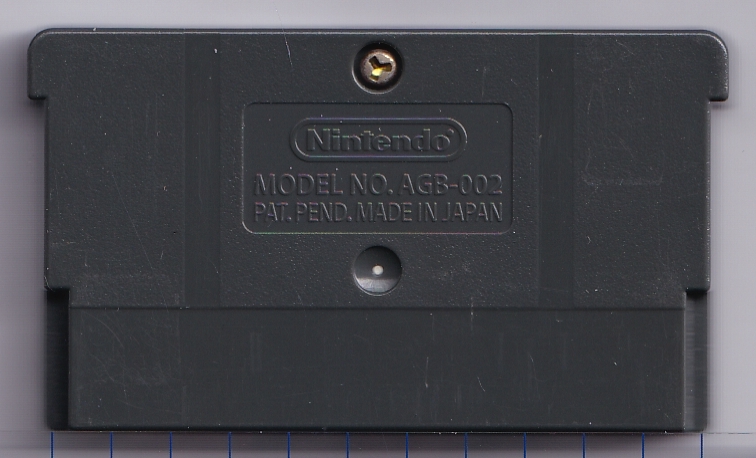 Nintendo®
MODEL NO. AGB-002
PAT. PEND. MADE IN JAPAN